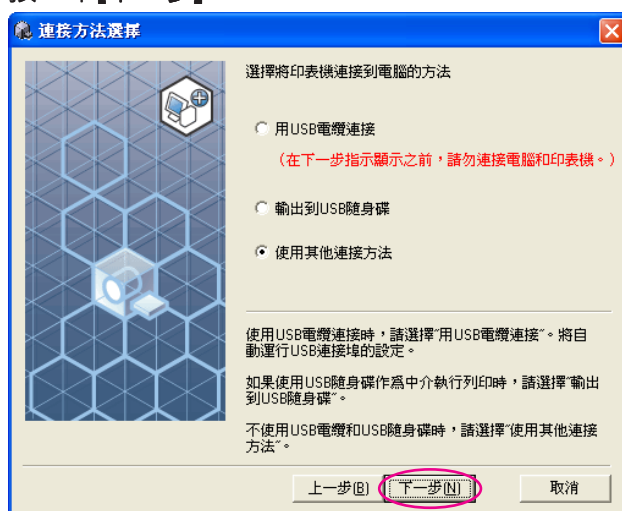 連接方法選擇
選擇將印表機連接到電腦的方法
用USB電纜連接
(在下一步指示顯示之前,請勿連接電腦和印表機。)
輸出到USB隨身碟
使用其他連接方法
使用USB電纜連接時,請選擇"用USB電纜連接"。將自
動運行USB連接埠的設定。
如果使用USB隨身碟作為中介執行列印時,請選擇"輸出
到USB隨身碟"。
不使用USB電纜和USB隨身碟時,請選擇"使用其他連接
方法"。
上一步(B) 下一步(N) 取消